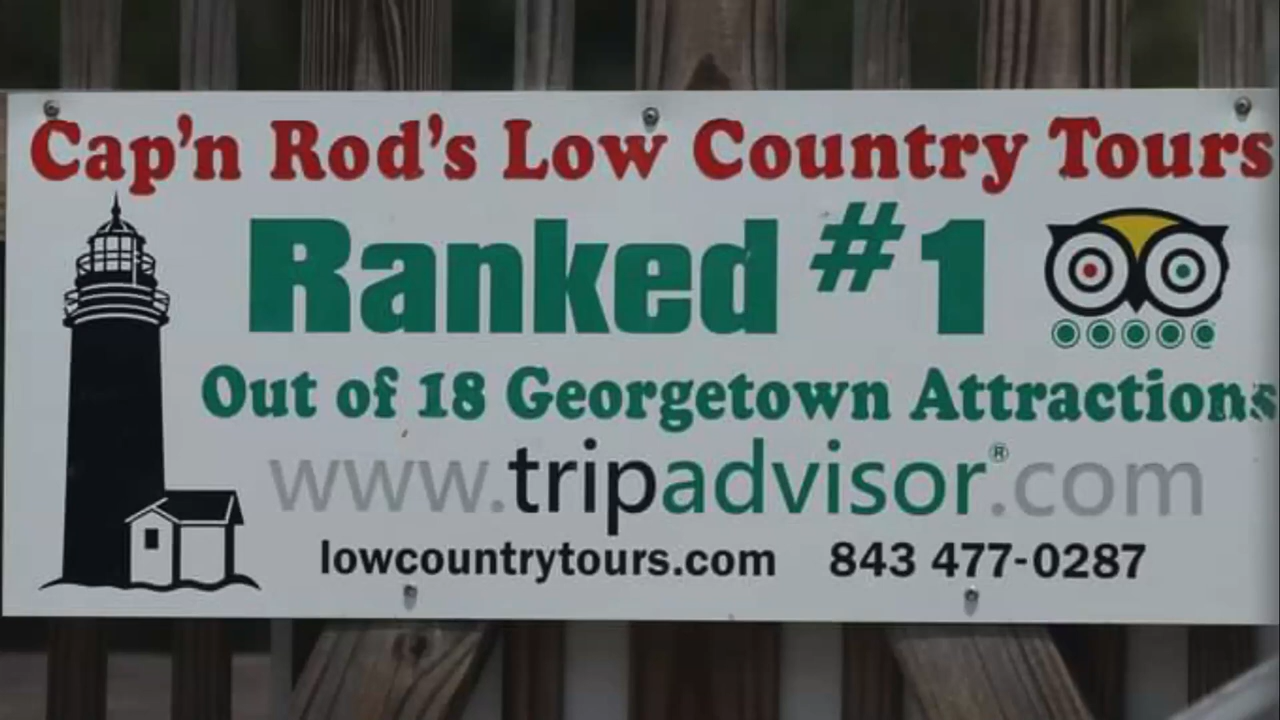 Cap'n Rod's Low Country Tours
Ranked #1
Out of 18 Georgetown Attractions
www.tripadvisor®.com
lowcountrytours.com 843 477-0287